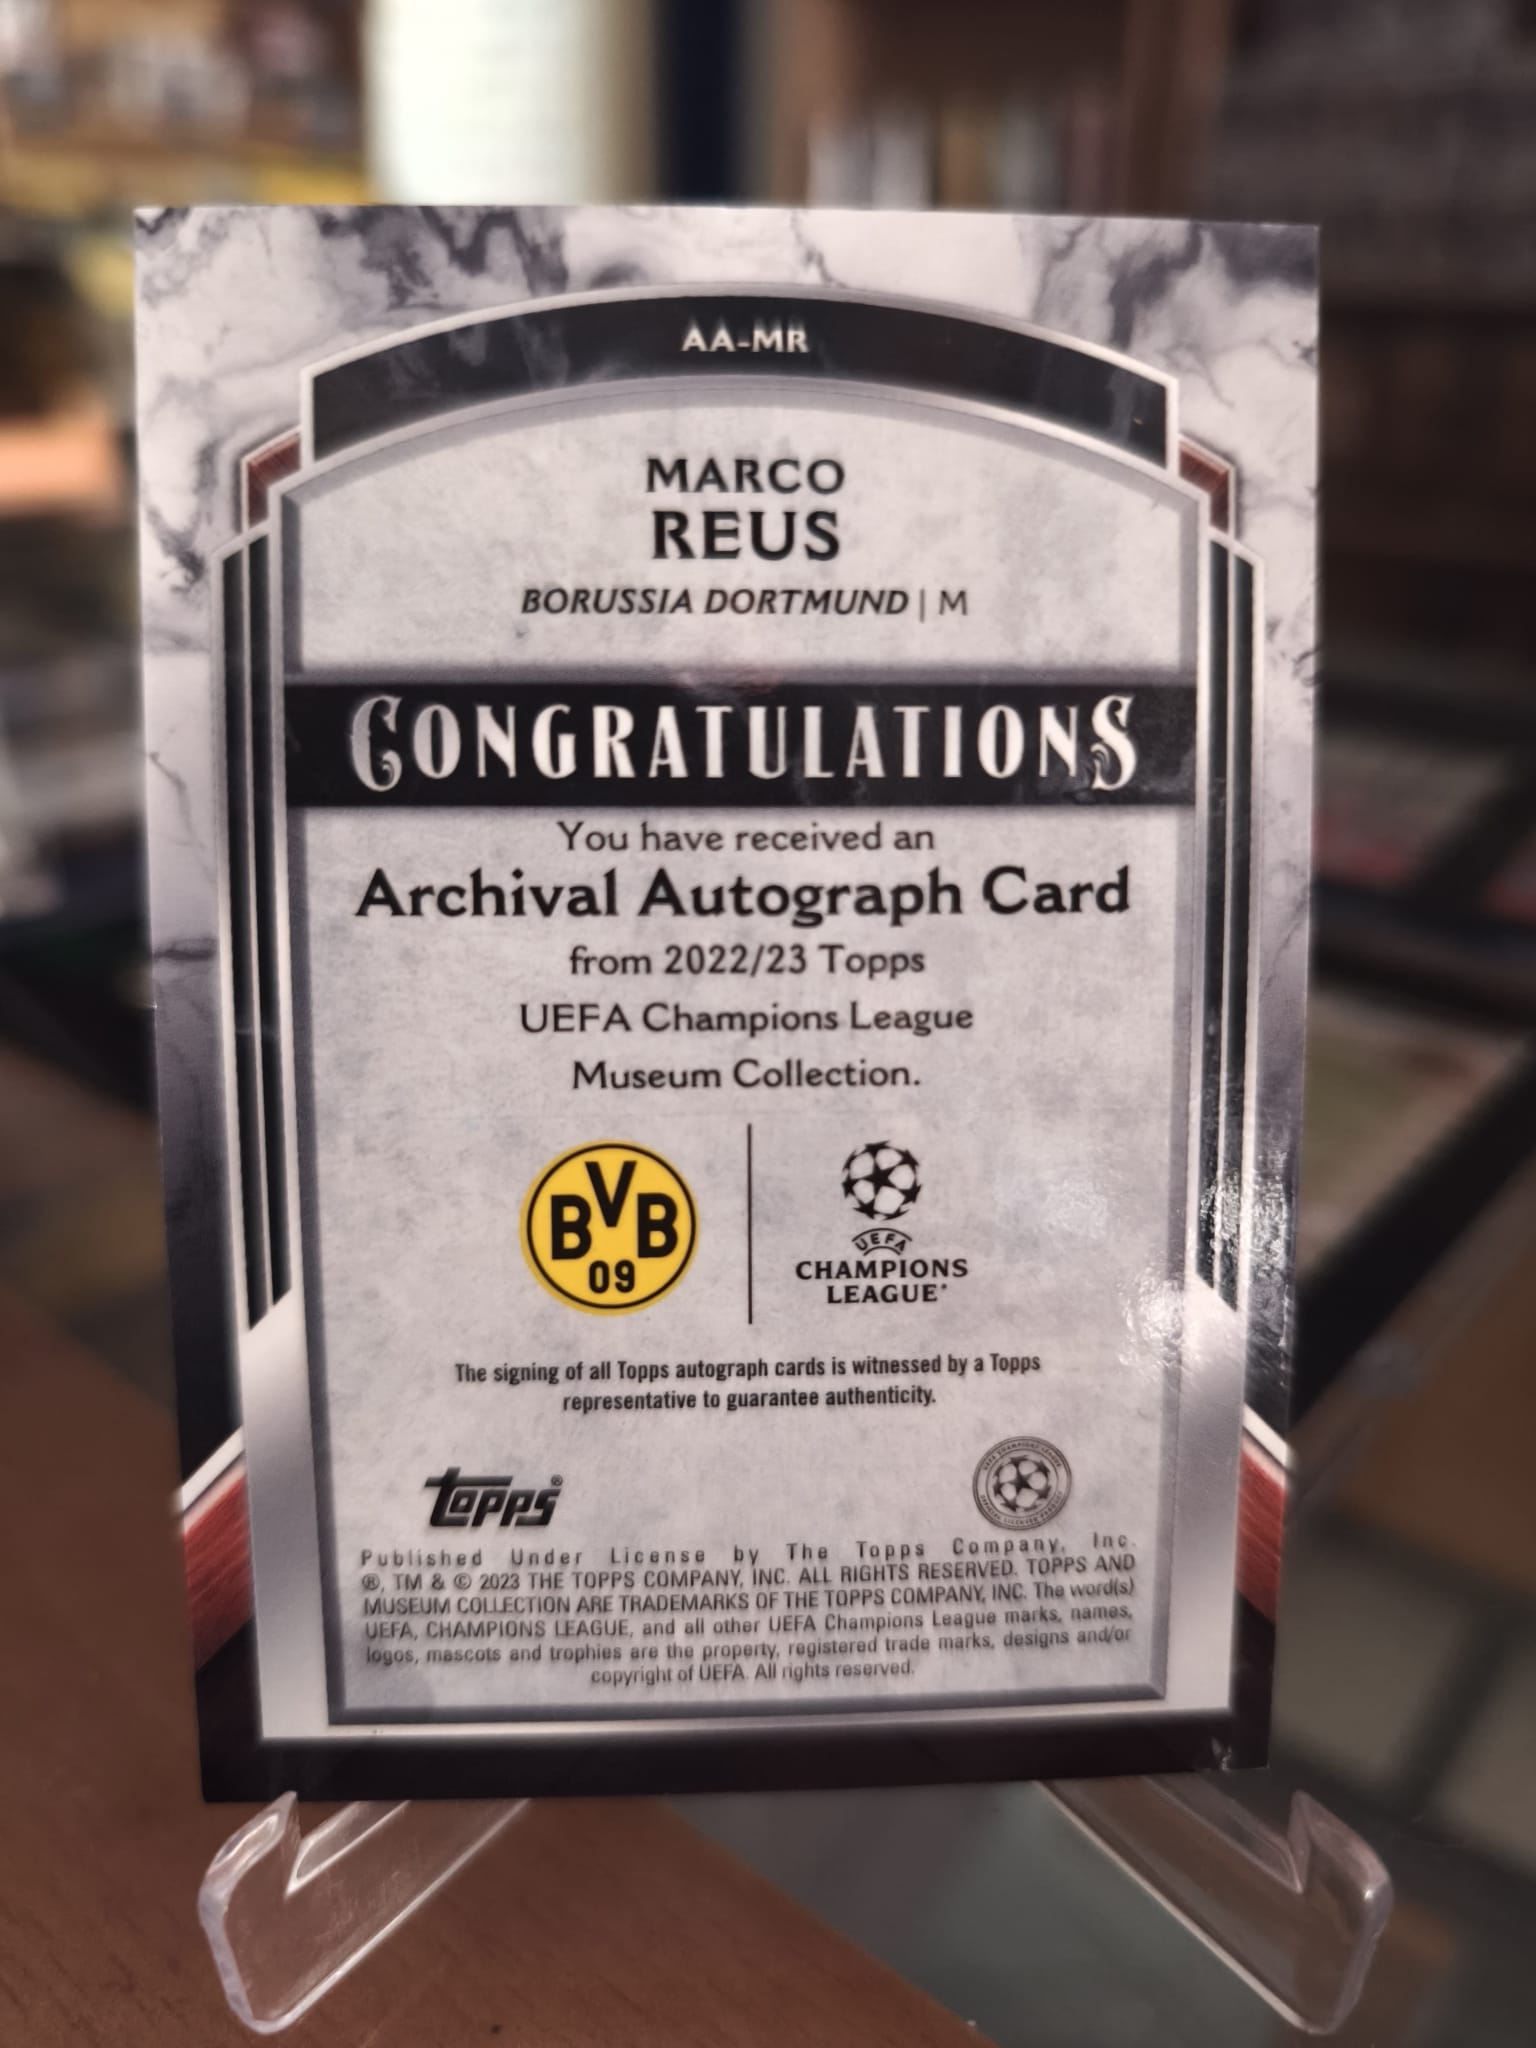 AA-MR
MARCO
REUS
BORUSSIA DORTMUND | M
CONGRATULATIONS
You have received an
Archival Autograph Card
from 2022/23 Topps
UEFA Champions League
Museum Collection.
BVB
09
UEFA
CHAMPIONS
LEAGUE
The signing of all Topps autograph cards is witnessed by a Topps
representative to guarantee authenticity.
topps®
Published Under License by The Topps Company, Inc.
®, TM & © 2023 THE TOPPS COMPANY, INC. ALL RIGHTS RESERVED. TOPPS AND
MUSEUM COLLECTION ARE TRADEMARKS OF THE TOPPS COMPANY, INC. The word(s)
UEFA, CHAMPIONS LEAGUE, and all other UEFA Champions League marks, names,
logos, mascots and trophies are the property, registered trade marks, designs and/or
copyright of UEFA. All rights reserved.